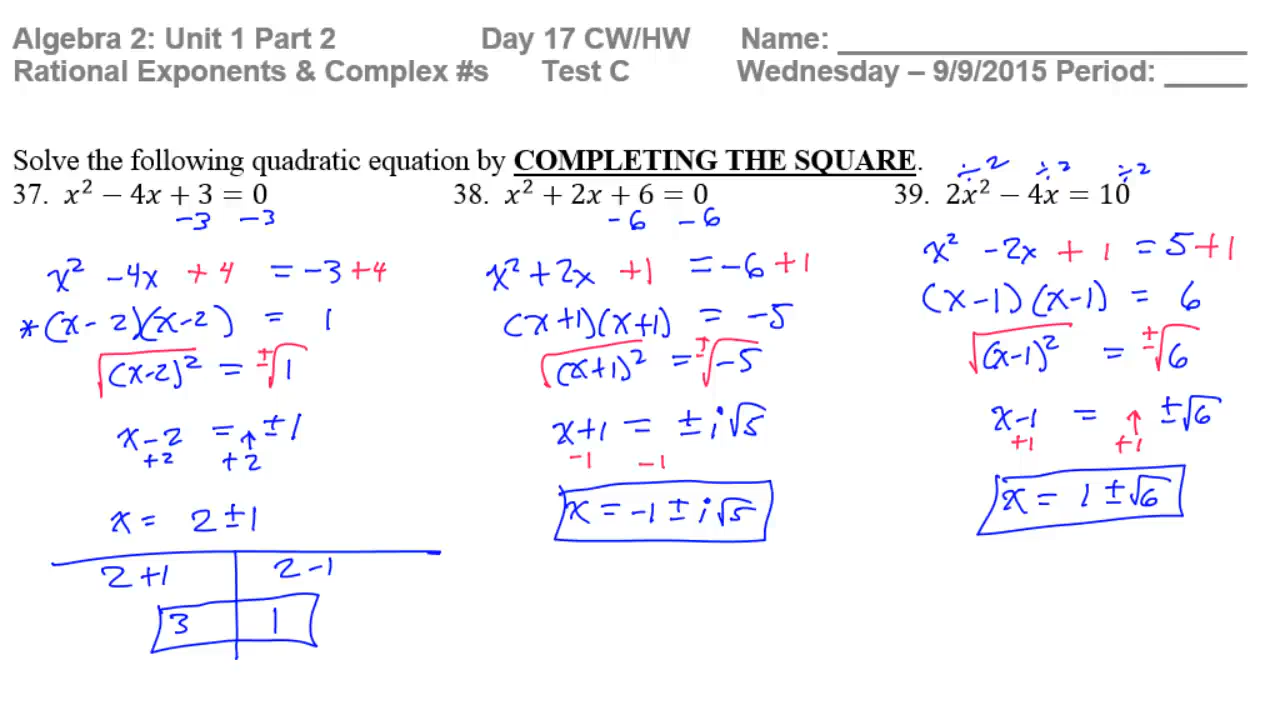 Algebra 2: Unit 1 Part 2 Day 17 CW/HW Name: ____________________
Rational Exponents & Complex #s Test C Wednesday – 9/9/2015 Period: _____
Solve the following quadratic equation by COMPLETING THE SQUARE.
37. x² − 4x + 3 = 0
−3 −3
x² −4x +4 = −3 +4
*(x−2)(x−2) = 1
√(x−2)² = ±√1
x−2 = ↑ ±1
+2 +2
x = 2 ± 1
2+1 2−1
3 1
38. x² + 2x + 6 = 0
−6 −6
x² + 2x +1 = −6 +1
(x+1)(x+1) = −5
√(x+1)² = ±√−5
x+1 = ± i√5
−1 −1
x = −1 ± i√5
÷2 ÷2 ÷2
39. 2x² − 4x = 10
x² −2x +1 = 5+1
(x−1)(x−1) = 6
√(x−1)² = ±√6
x−1 = ↑ ±√6
+1 +1
x = 1 ± √6